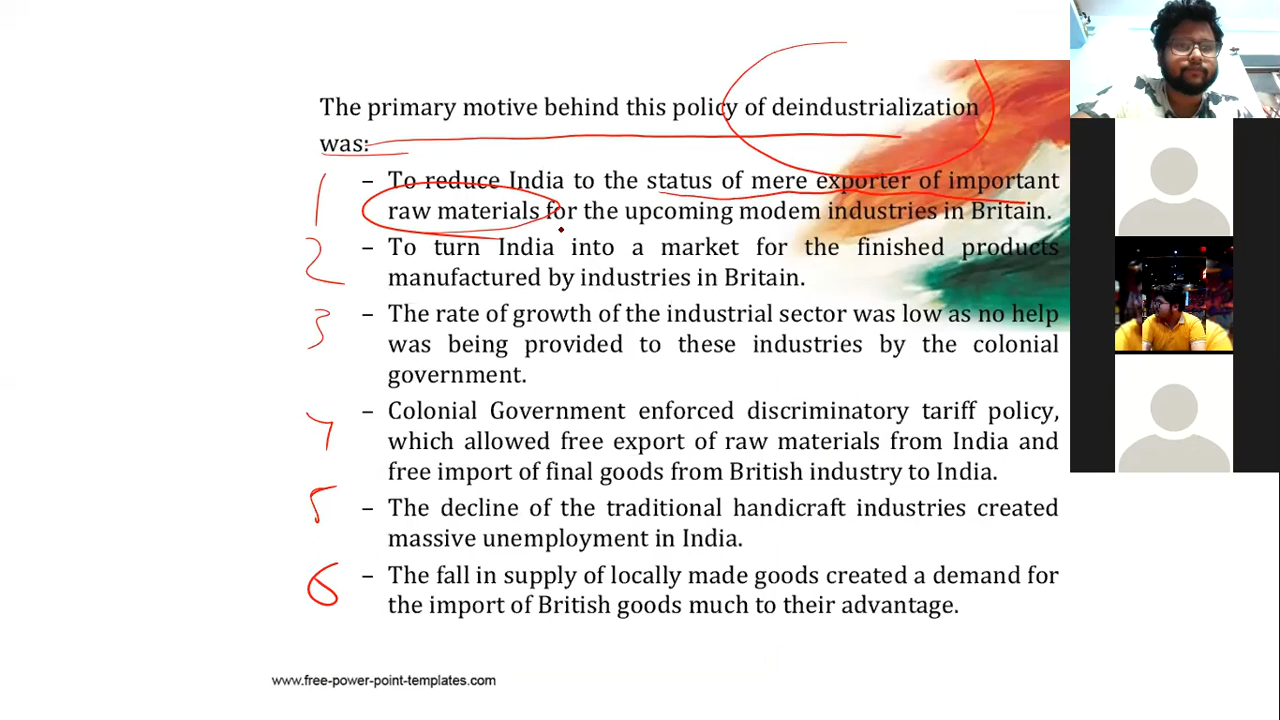 The primary motive behind this policy of deindustrialization
was:
1 – To reduce India to the status of mere exporter of important
raw materials for the upcoming modem industries in Britain.
2 – To turn India into a market for the finished products
manufactured by industries in Britain.
3 – The rate of growth of the industrial sector was low as no help
was being provided to these industries by the colonial
government.
4 – Colonial Government enforced discriminatory tariff policy,
which allowed free export of raw materials from India and
free import of final goods from British industry to India.
5 – The decline of the traditional handicraft industries created
massive unemployment in India.
6 – The fall in supply of locally made goods created a demand for
the import of British goods much to their advantage.
www.free-power-point-templates.com